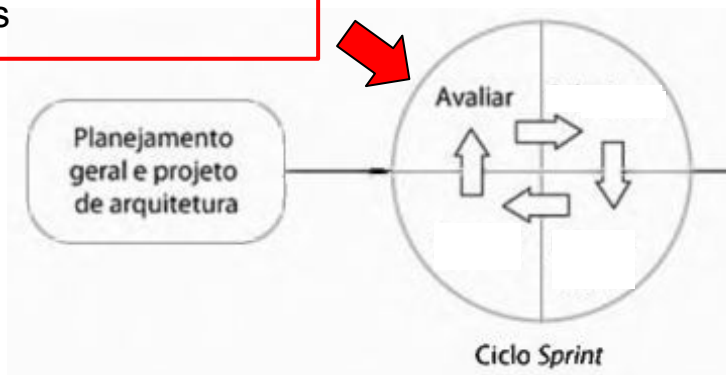 s
Avaliar
Planejamento
geral e projeto
de arquitetura
Ciclo Sprint